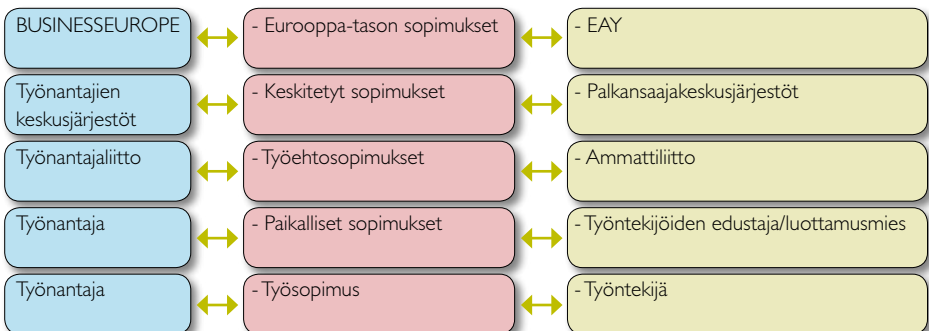 BUSINESSEUROPE
- Eurooppa-tason sopimukset
- EAY
Työnantajien
keskusjärjestöt
- Keskitetyt sopimukset
- Palkansaajakeskusjärjestöt
Työnantajaliitto
- Työehtosopimukset
- Ammattiliitto
Työnantaja
- Paikalliset sopimukset
- Työntekijöiden edustaja/luottamusmies
Työnantaja
- Työsopimus
- Työntekijä